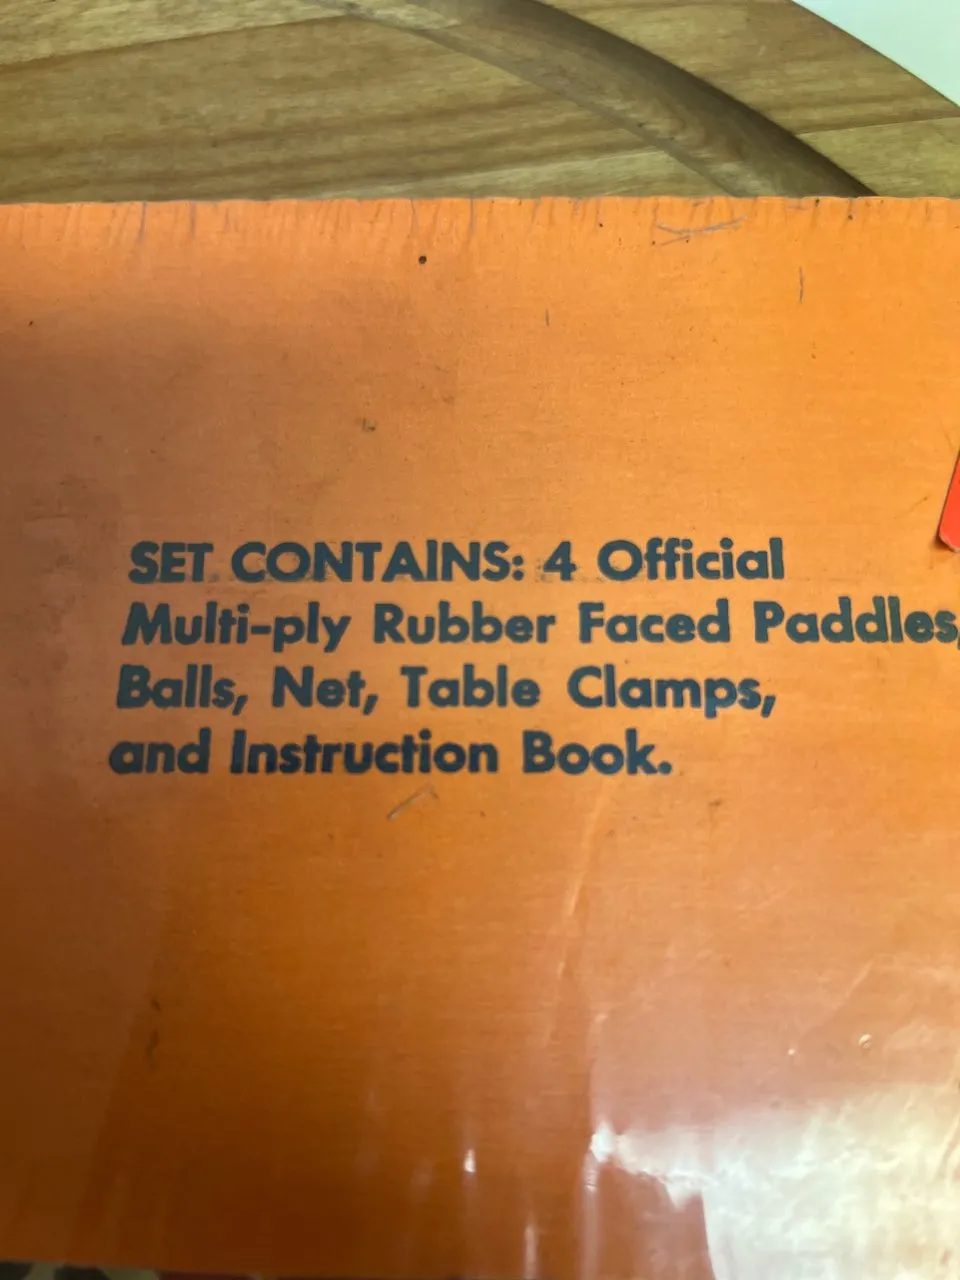 SET CONTAINS: 4 Official
Multi-ply Rubber Faced Paddles,
Balls, Net, Table Clamps,
and Instruction Book.